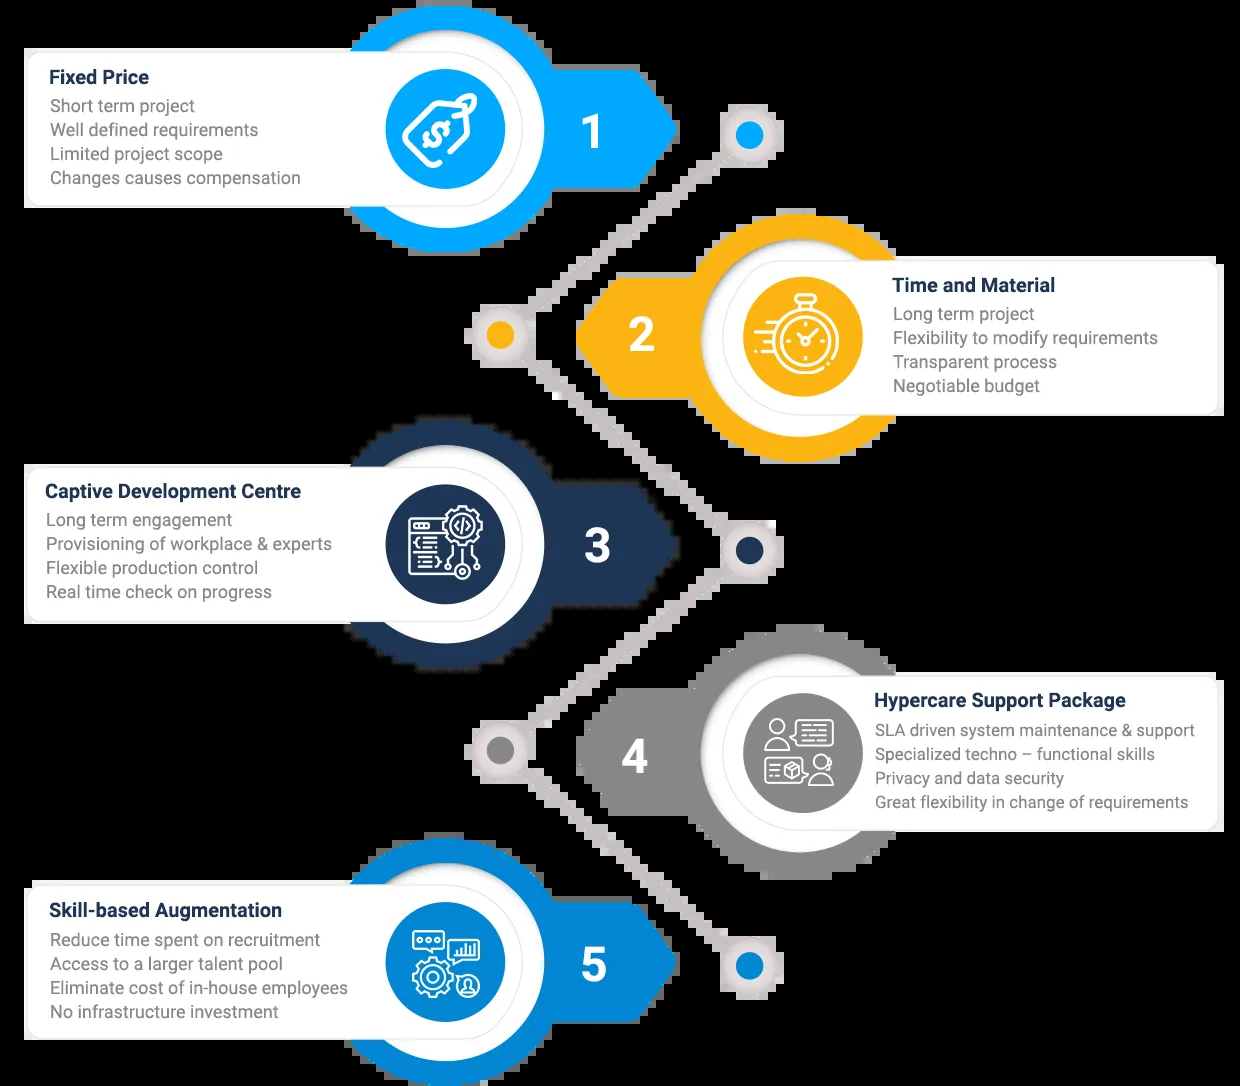 Fixed Price
Short term project
Well defined requirements
Limited project scope
Changes causes compensation
1
2
Time and Material
Long term project
Flexibility to modify requirements
Transparent process
Negotiable budget
Captive Development Centre
Long term engagement
Provisioning of workplace & experts
Flexible production control
Real time check on progress
3
4
Hypercare Support Package
SLA driven system maintenance & support
Specialized techno – functional skills
Privacy and data security
Great flexibility in change of requirements
Skill-based Augmentation
Reduce time spent on recruitment
Access to a larger talent pool
Eliminate cost of in-house employees
No infrastructure investment
5